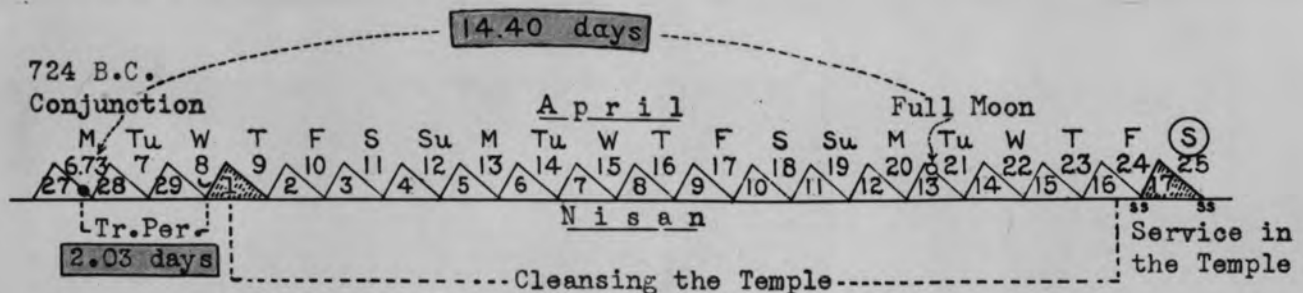 14.40 days
724 B.C.
Conjunction
April
Full Moon
M Tu W T F S Su M Tu W T F S Su M Tu W T F S
6.73 7 8 9 10 11 12 13 14 15 16 17 18 19 20 21 22 23 24 25
27 28 29 1 2 3 4 5 6 7 8 9 10 11 12 13 14 15 16 17
Tr.Per.
Nisan
ss ss
2.03 days
Service in
the Temple
Cleansing the Temple